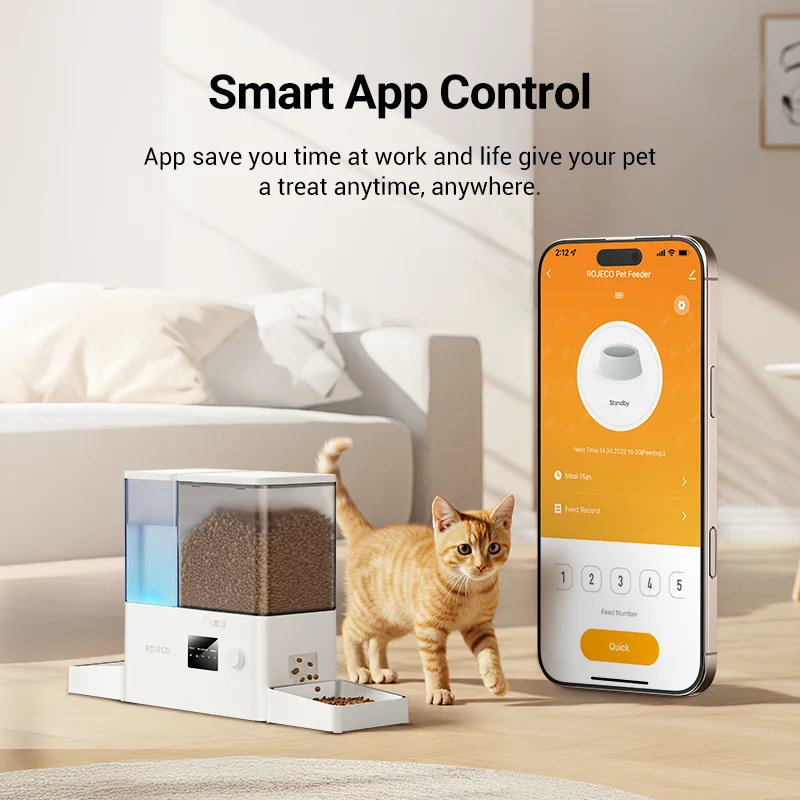 Smart App Control
App save you time at work and life give your pet
a treat anytime, anywhere.
2:12
ROJECO Pet Feeder
Standby
Next Time:14.04.2022 15:30|Feeding3
Meal Plan
Feed Record
1 2 3 4 5
Feed Number
Quick
ROJECO